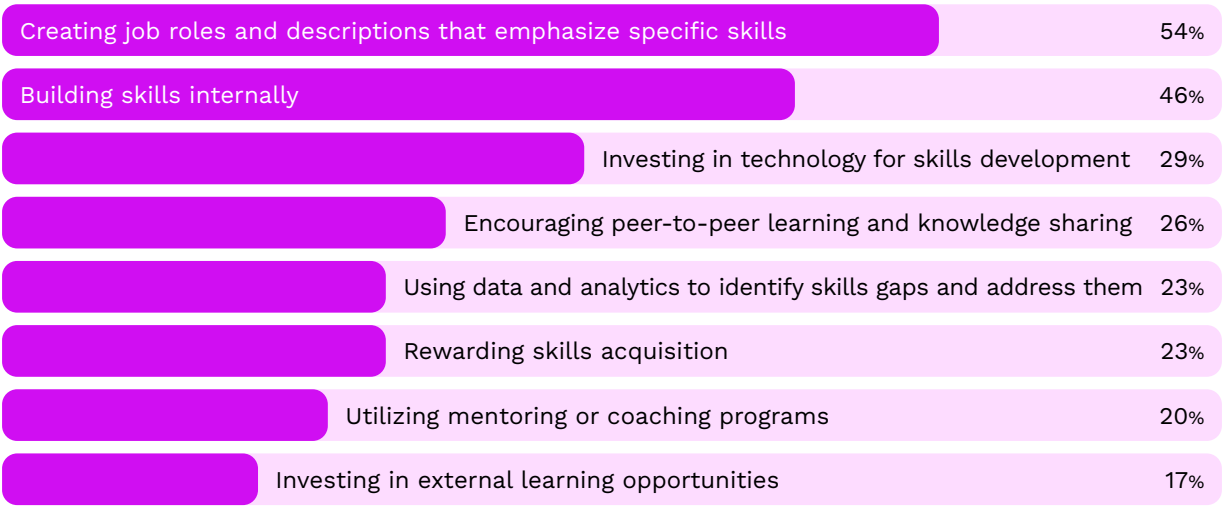 Creating job roles and descriptions that emphasize specific skills 54%
Building skills internally 46%
Investing in technology for skills development 29%
Encouraging peer-to-peer learning and knowledge sharing 26%
Using data and analytics to identify skills gaps and address them 23%
Rewarding skills acquisition 23%
Utilizing mentoring or coaching programs 20%
Investing in external learning opportunities 17%